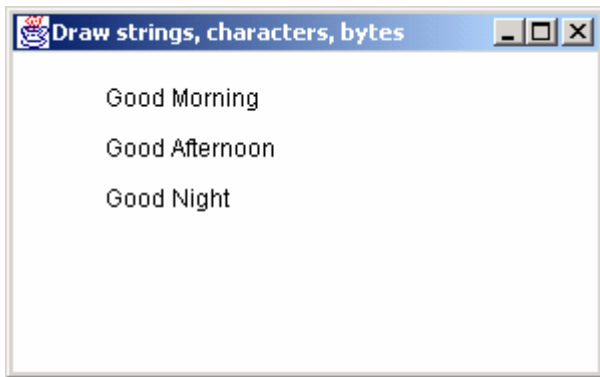 Draw strings, characters, bytes
Good Morning
Good Afternoon
Good Night